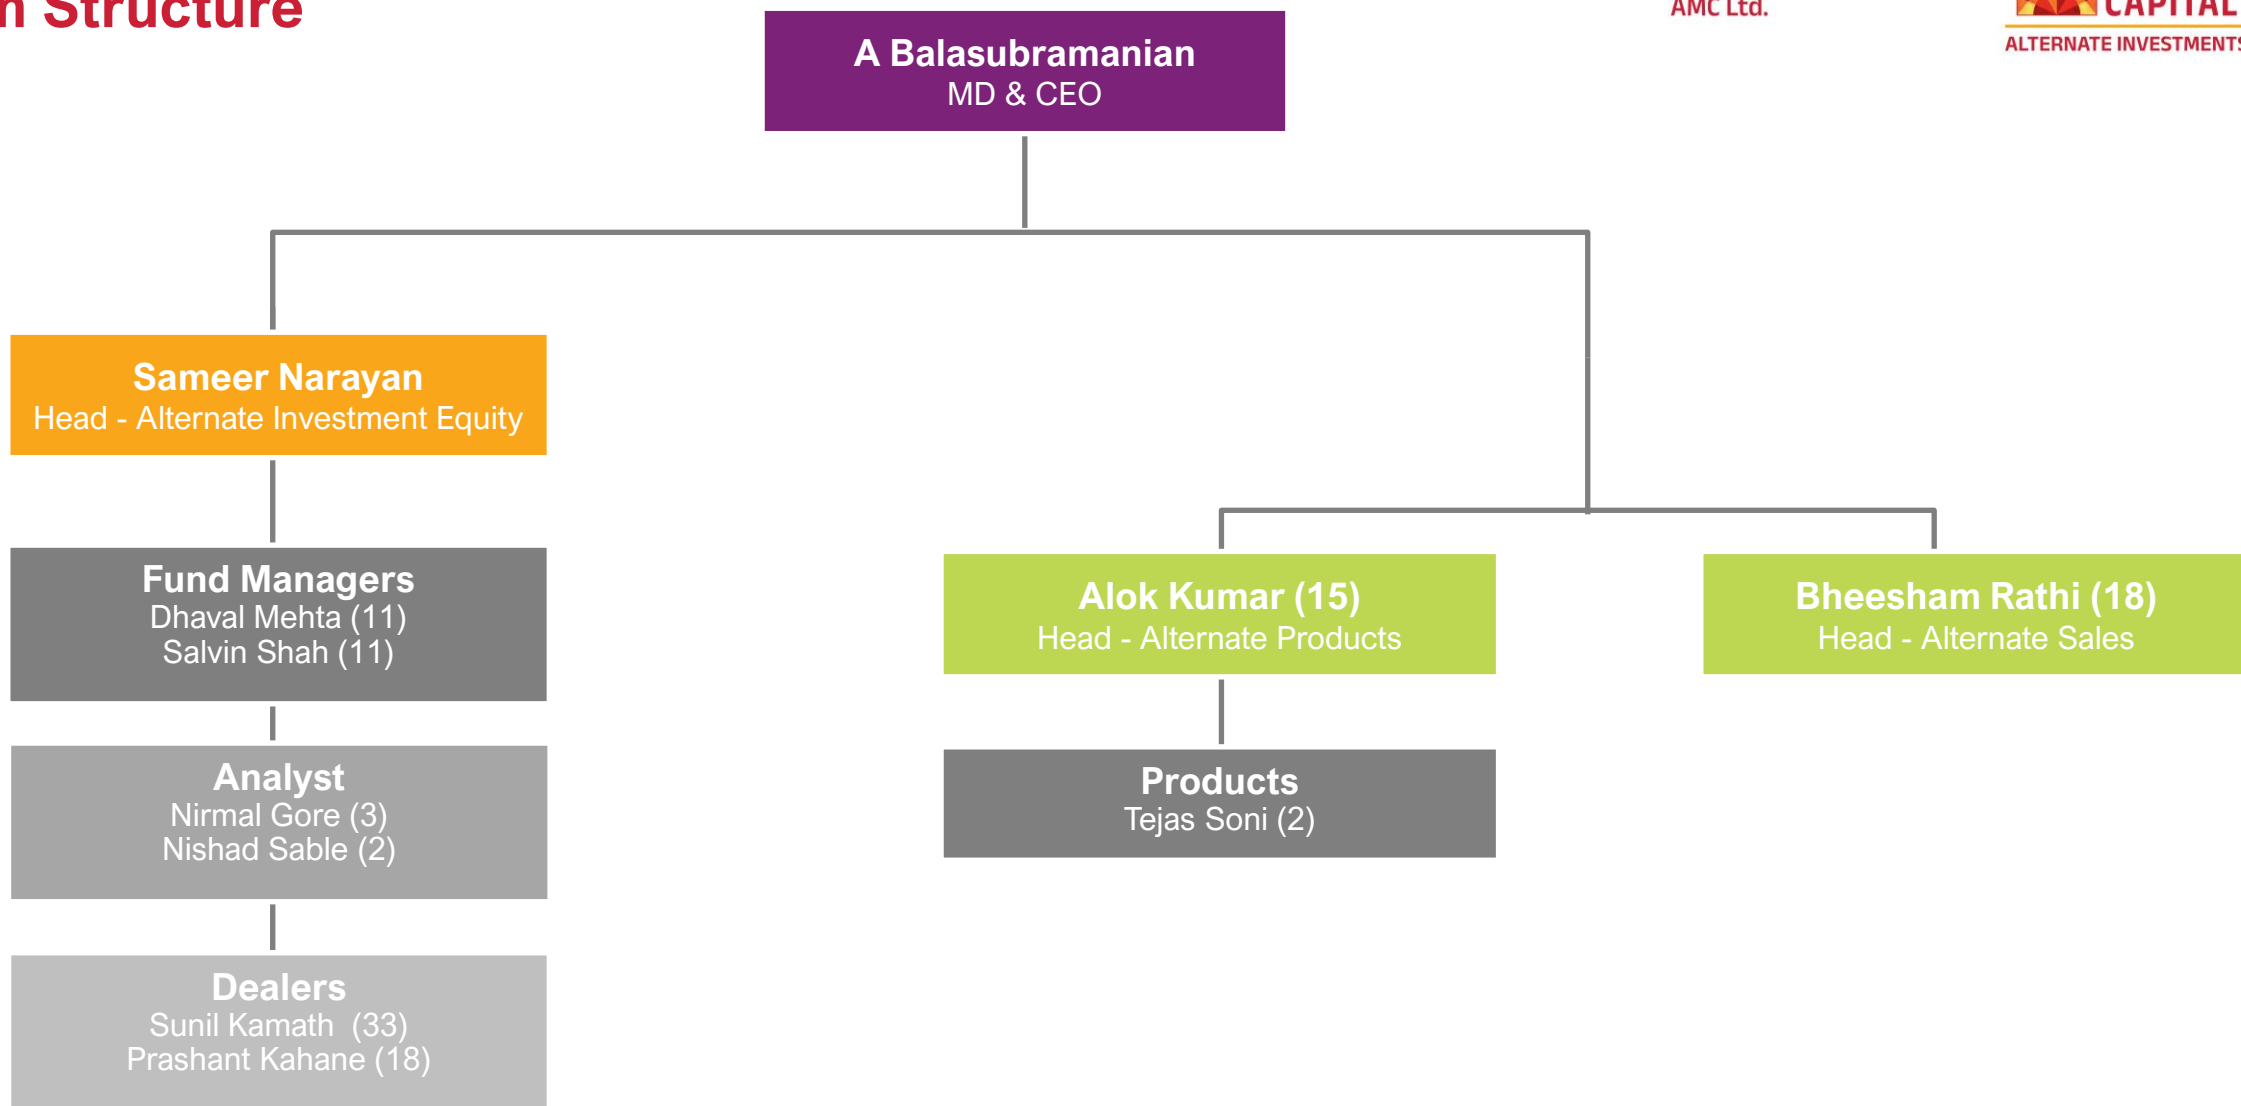 n Structure
AMC Ltd.
CAPITAL
ALTERNATE INVESTMENTS
A Balasubramanian
MD & CEO
Sameer Narayan
Head - Alternate Investment Equity
Fund Managers
Dhaval Mehta (11)
Salvin Shah (11)
Analyst
Nirmal Gore (3)
Nishad Sable (2)
Dealers
Sunil Kamath  (33)
Prashant Kahane (18)
Alok Kumar (15)
Head - Alternate Products
Products
Tejas Soni (2)
Bheesham Rathi (18)
Head - Alternate Sales